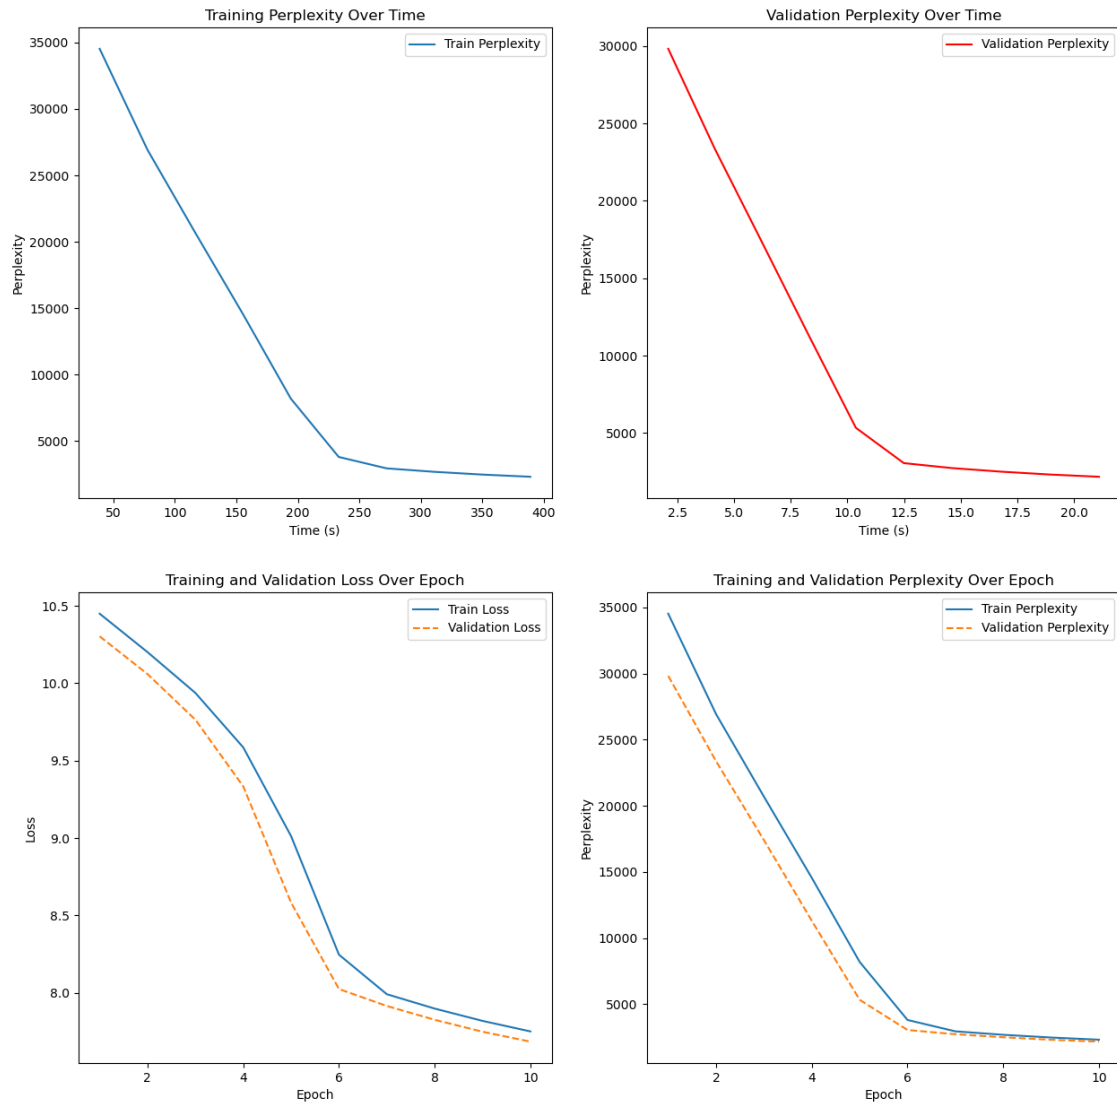 Training Perplexity Over Time
Train Perplexity
35000
30000
25000
20000
15000
10000
5000
Perplexity
50 100 150 200 250 300 350 400
Time (s)
Validation Perplexity Over Time
Validation Perplexity
30000
25000
20000
15000
10000
5000
Perplexity
2.5 5.0 7.5 10.0 12.5 15.0 17.5 20.0
Time (s)
Training and Validation Loss Over Epoch
Train Loss
Validation Loss
10.5
10.0
9.5
9.0
8.5
8.0
Loss
2 4 6 8 10
Epoch
Training and Validation Perplexity Over Epoch
Train Perplexity
Validation Perplexity
35000
30000
25000
20000
15000
10000
5000
Perplexity
2 4 6 8 10
Epoch